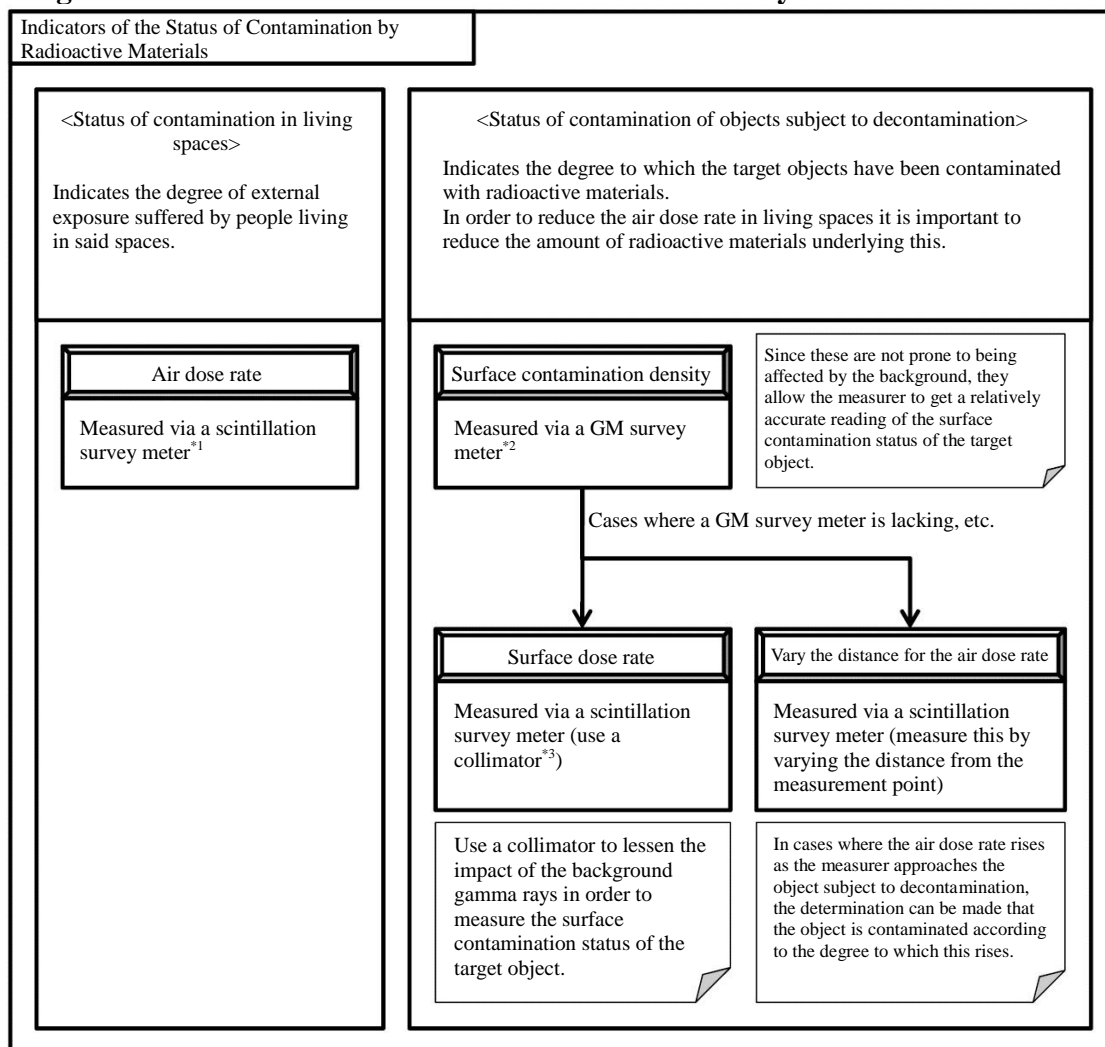 Indicators of the Status of Contamination by
Radioactive Materials
<Status of contamination in living
spaces>
Indicates the degree of external
exposure suffered by people living
in said spaces.
<Status of contamination of objects subject to decontamination>
Indicates the degree to which the target objects have been contaminated
with radioactive materials.
In order to reduce the air dose rate in living spaces it is important to
reduce the amount of radioactive materials underlying this.
Air dose rate
Measured via a scintillation
survey meter*1
Surface contamination density
Measured via a GM survey
meter*2
Since these are not prone to being
affected by the background, they
allow the measurer to get a relatively
accurate reading of the surface
contamination status of the target
object.
Cases where a GM survey meter is lacking, etc.
Surface dose rate
Measured via a scintillation
survey meter (use a
collimator*3)
Vary the distance for the air dose rate
Measured via a scintillation
survey meter (measure this by
varying the distance from the
measurement point)
Use a collimator to lessen the
impact of the background
gamma rays in order to
measure the surface
contamination status of the
target object.
In cases where the air dose rate rises
as the measurer approaches the
object subject to decontamination,
the determination can be made that
the object is contaminated according
to the degree to which this rises.